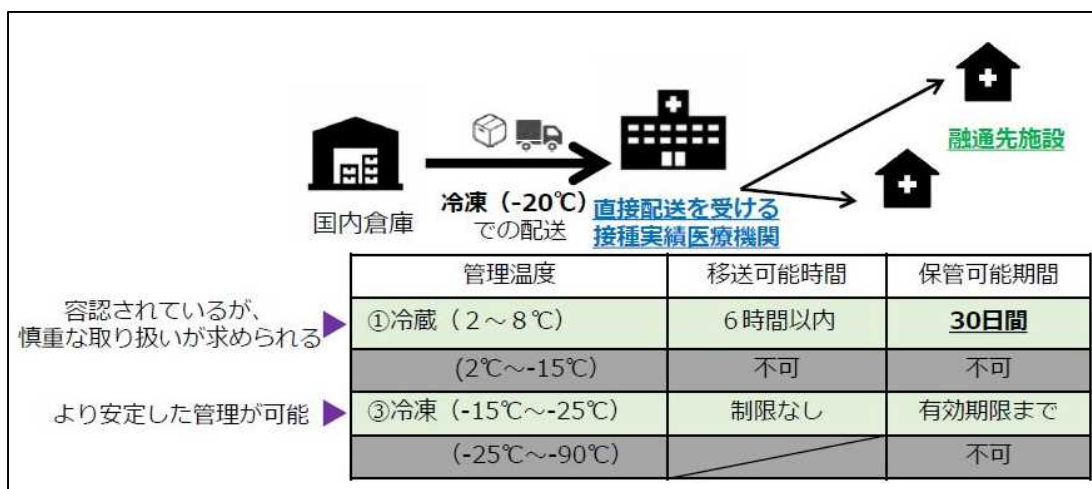 融通先施設
国内倉庫
冷凍（-20℃）
での配送
直接配送を受ける
接種実績医療機関
管理温度 移送可能時間 保管可能期間
容認されているが、
慎重な取り扱いが求められる
①冷蔵（２～８℃） ６時間以内 30日間
(2℃～-15℃) 不可 不可
より安定した管理が可能
③冷凍（-15℃～-25℃） 制限なし 有効期限まで
（-25℃～-90℃） 不可